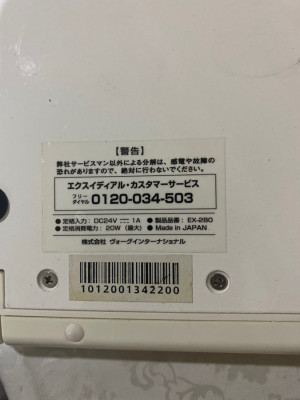 【警告】
弊社サービスマン以外による分解は、感電や故障の
恐れがありますので、絶対に行わないでください。
エクスイディアル・カスタマーサービス
フリーダイヤル 0120-034-503
● 定格入力：DC24V ⎓ 1A ● 製品品番：EX-280
● 定格消費電力：20W（最大） ● Made in JAPAN
株式会社 ヴォーグインターナショナル
1012001342200